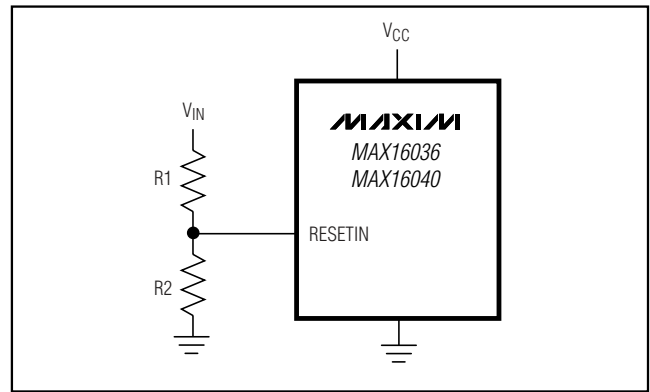 VCC
VIN
MAXIM
MAX16036
MAX16040
R1
RESETIN
R2